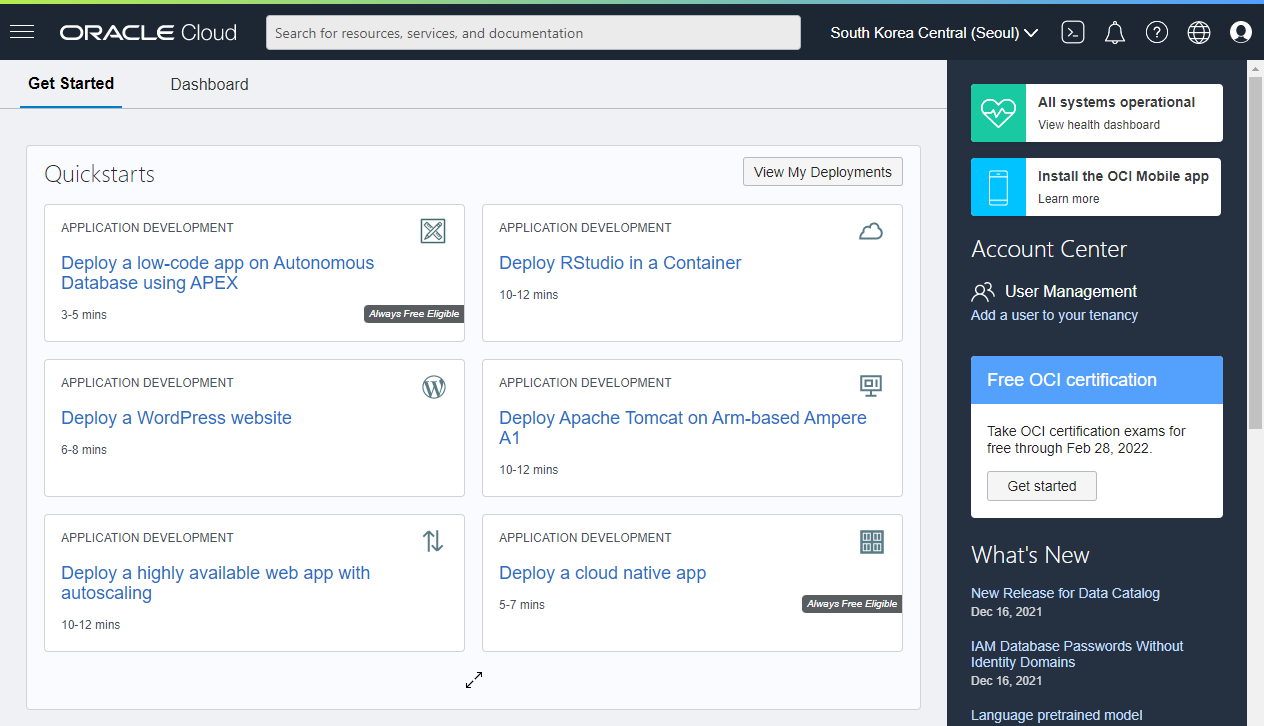 ORACLE Cloud
Search for resources, services, and documentation
South Korea Central (Seoul)
Get Started
Dashboard
Quickstarts
View My Deployments
APPLICATION DEVELOPMENT
Deploy a low-code app on Autonomous
Database using APEX
3-5 mins
Always Free Eligible
APPLICATION DEVELOPMENT
Deploy RStudio in a Container
10-12 mins
APPLICATION DEVELOPMENT
Deploy a WordPress website
6-8 mins
APPLICATION DEVELOPMENT
Deploy Apache Tomcat on Arm-based Ampere
A1
10-12 mins
APPLICATION DEVELOPMENT
Deploy a highly available web app with
autoscaling
10-12 mins
APPLICATION DEVELOPMENT
Deploy a cloud native app
5-7 mins
Always Free Eligible
All systems operational
View health dashboard
Install the OCI Mobile app
Learn more
Account Center
User Management
Add a user to your tenancy
Free OCI certification
Take OCI certification exams for
free through Feb 28, 2022.
Get started
What's New
New Release for Data Catalog
Dec 16, 2021
IAM Database Passwords Without
Identity Domains
Dec 16, 2021
Language pretrained model